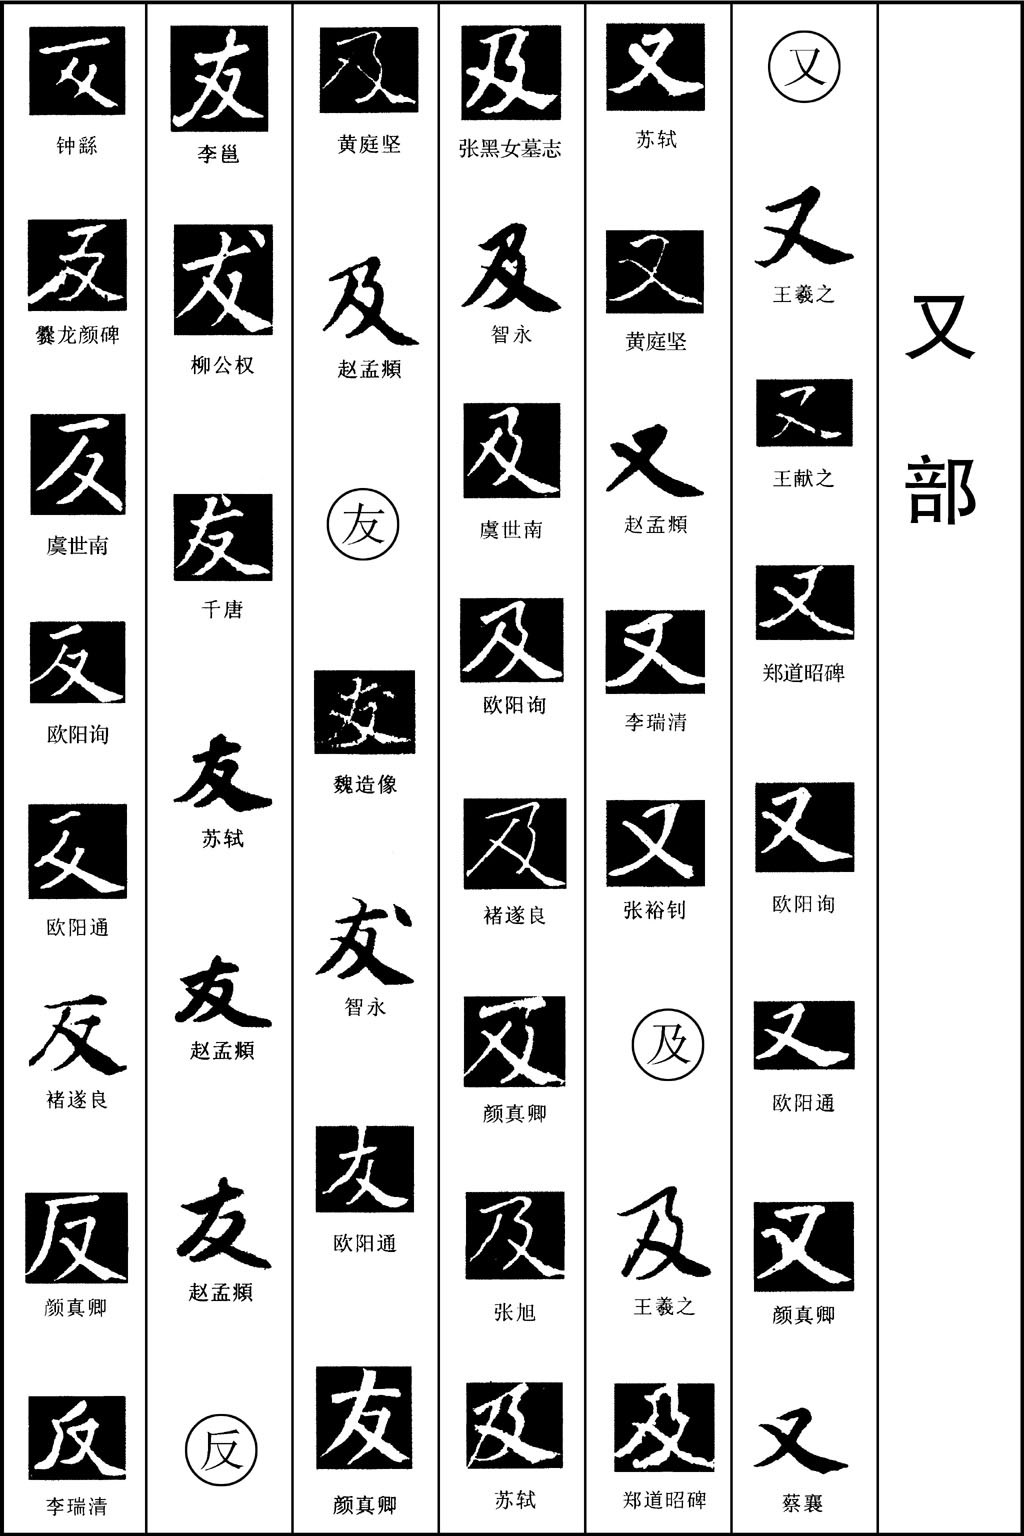 又部
又
又
王羲之
又
王献之
又
郑道昭碑
又
欧阳询
又
欧阳通
又
颜真卿
又
蔡襄
又
苏轼
又
黄庭坚
又
赵孟頫
又
李瑞清
又
张裕钊
及
及
王羲之
及
郑道昭碑
及
张黑女墓志
及
智永
及
虞世南
及
欧阳询
及
褚遂良
及
颜真卿
及
张旭
及
苏轼
及
黄庭坚
及
赵孟頫
友
友
魏造像
友
智永
友
欧阳通
友
颜真卿
友
李邕
友
柳公权
友
千唐
友
苏轼
友
赵孟頫
友
赵孟頫
反
反
钟繇
反
爨龙颜碑
反
虞世南
反
欧阳询
反
欧阳通
反
褚遂良
反
颜真卿
反
李瑞清